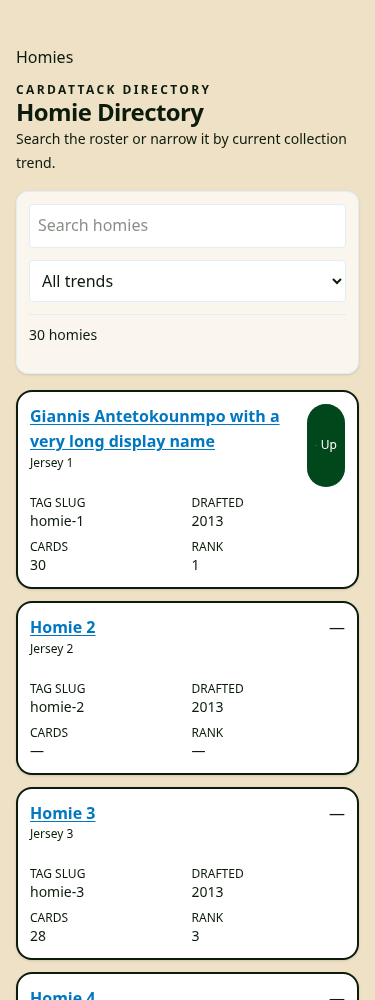 Homies
CARDATTACK DIRECTORY
Homie Directory
Search the roster or narrow it by current collection
trend.
Search homies
All trends
30 homies
Giannis Antetokounmpo with a
very long display name
Up
Jersey 1
TAG SLUG DRAFTED
homie-1 2013
CARDS RANK
30 1
Homie 2 —
Jersey 2
TAG SLUG DRAFTED
homie-2 2013
CARDS RANK
— —
Homie 3 —
Jersey 3
TAG SLUG DRAFTED
homie-3 2013
CARDS RANK
28 3
Homie 4 —